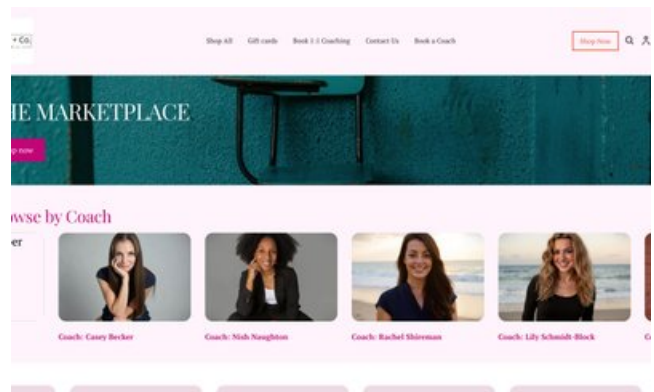 + Co.
Shop All Gift cards Book 1:1 Coaching Contact Us Book a Coach Shop Now
HE MARKETPLACE
p now
owse by Coach
er
Coach: Casey Becker Coach: Nish Naughton Coach: Rachel Shireman Coach: Lily Schmidt-Block